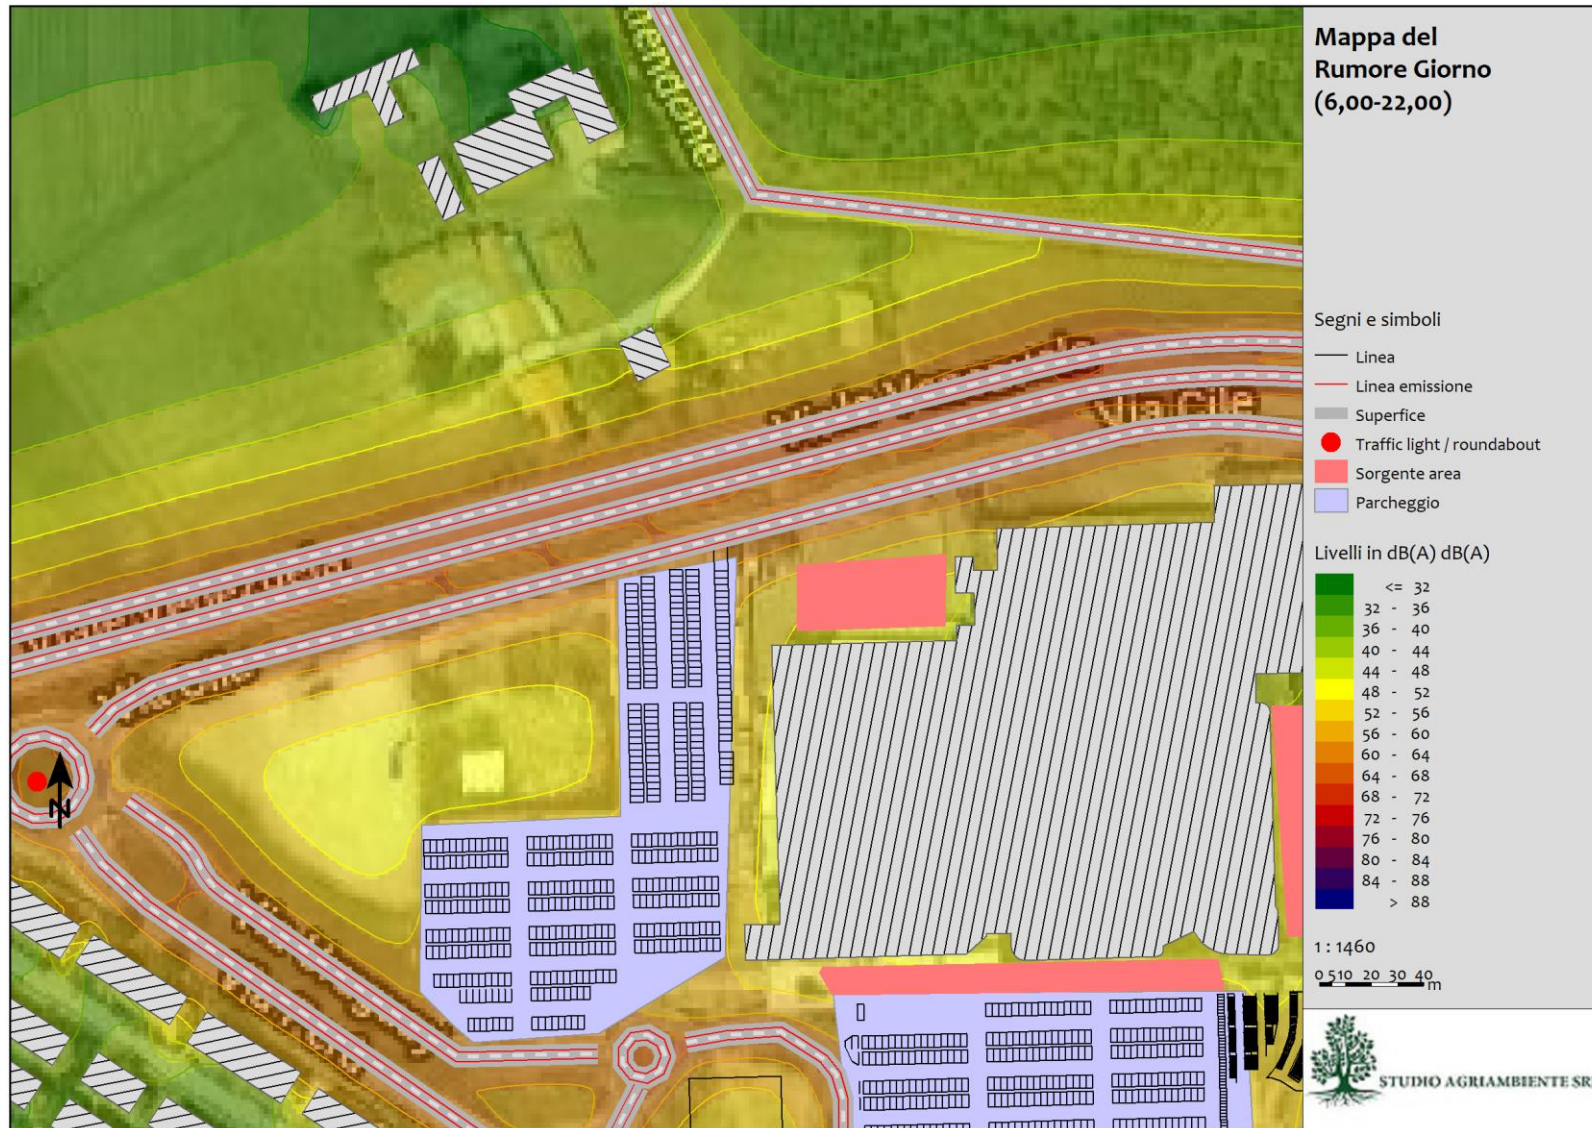 Mappa del
Rumore Giorno
(6,00-22,00)
Segni e simboli
Linea
Linea emissione
Superfice
Traffic light / roundabout
Sorgente area
Parcheggio
Livelli in dB(A) dB(A)
<= 32
32 - 36
36 - 40
40 - 44
44 - 48
48 - 52
52 - 56
56 - 60
60 - 64
64 - 68
68 - 72
72 - 76
76 - 80
80 - 84
84 - 88
> 88
1 : 1460
0 5 10 20 30 40
m
STUDIO AGRIAMBIENTE SR
Via Cile
N